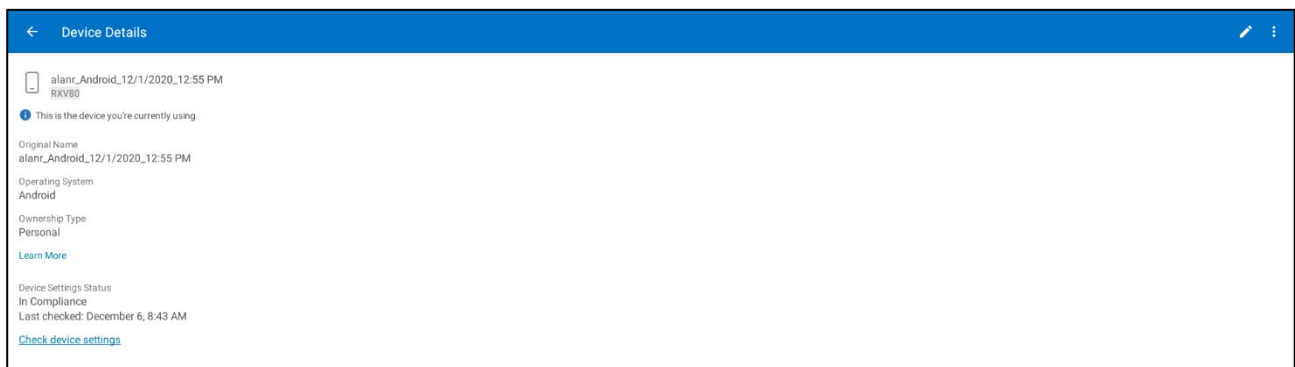 Device Details
alanr_Android_12/1/2020_12:55 PM
RXV80
This is the device you're currently using.
Original Name
alanr_Android_12/1/2020_12:55 PM
Operating System
Android
Ownership Type
Personal
Learn More
Device Settings Status
In Compliance
Last checked: December 6, 8:43 AM
Check device settings